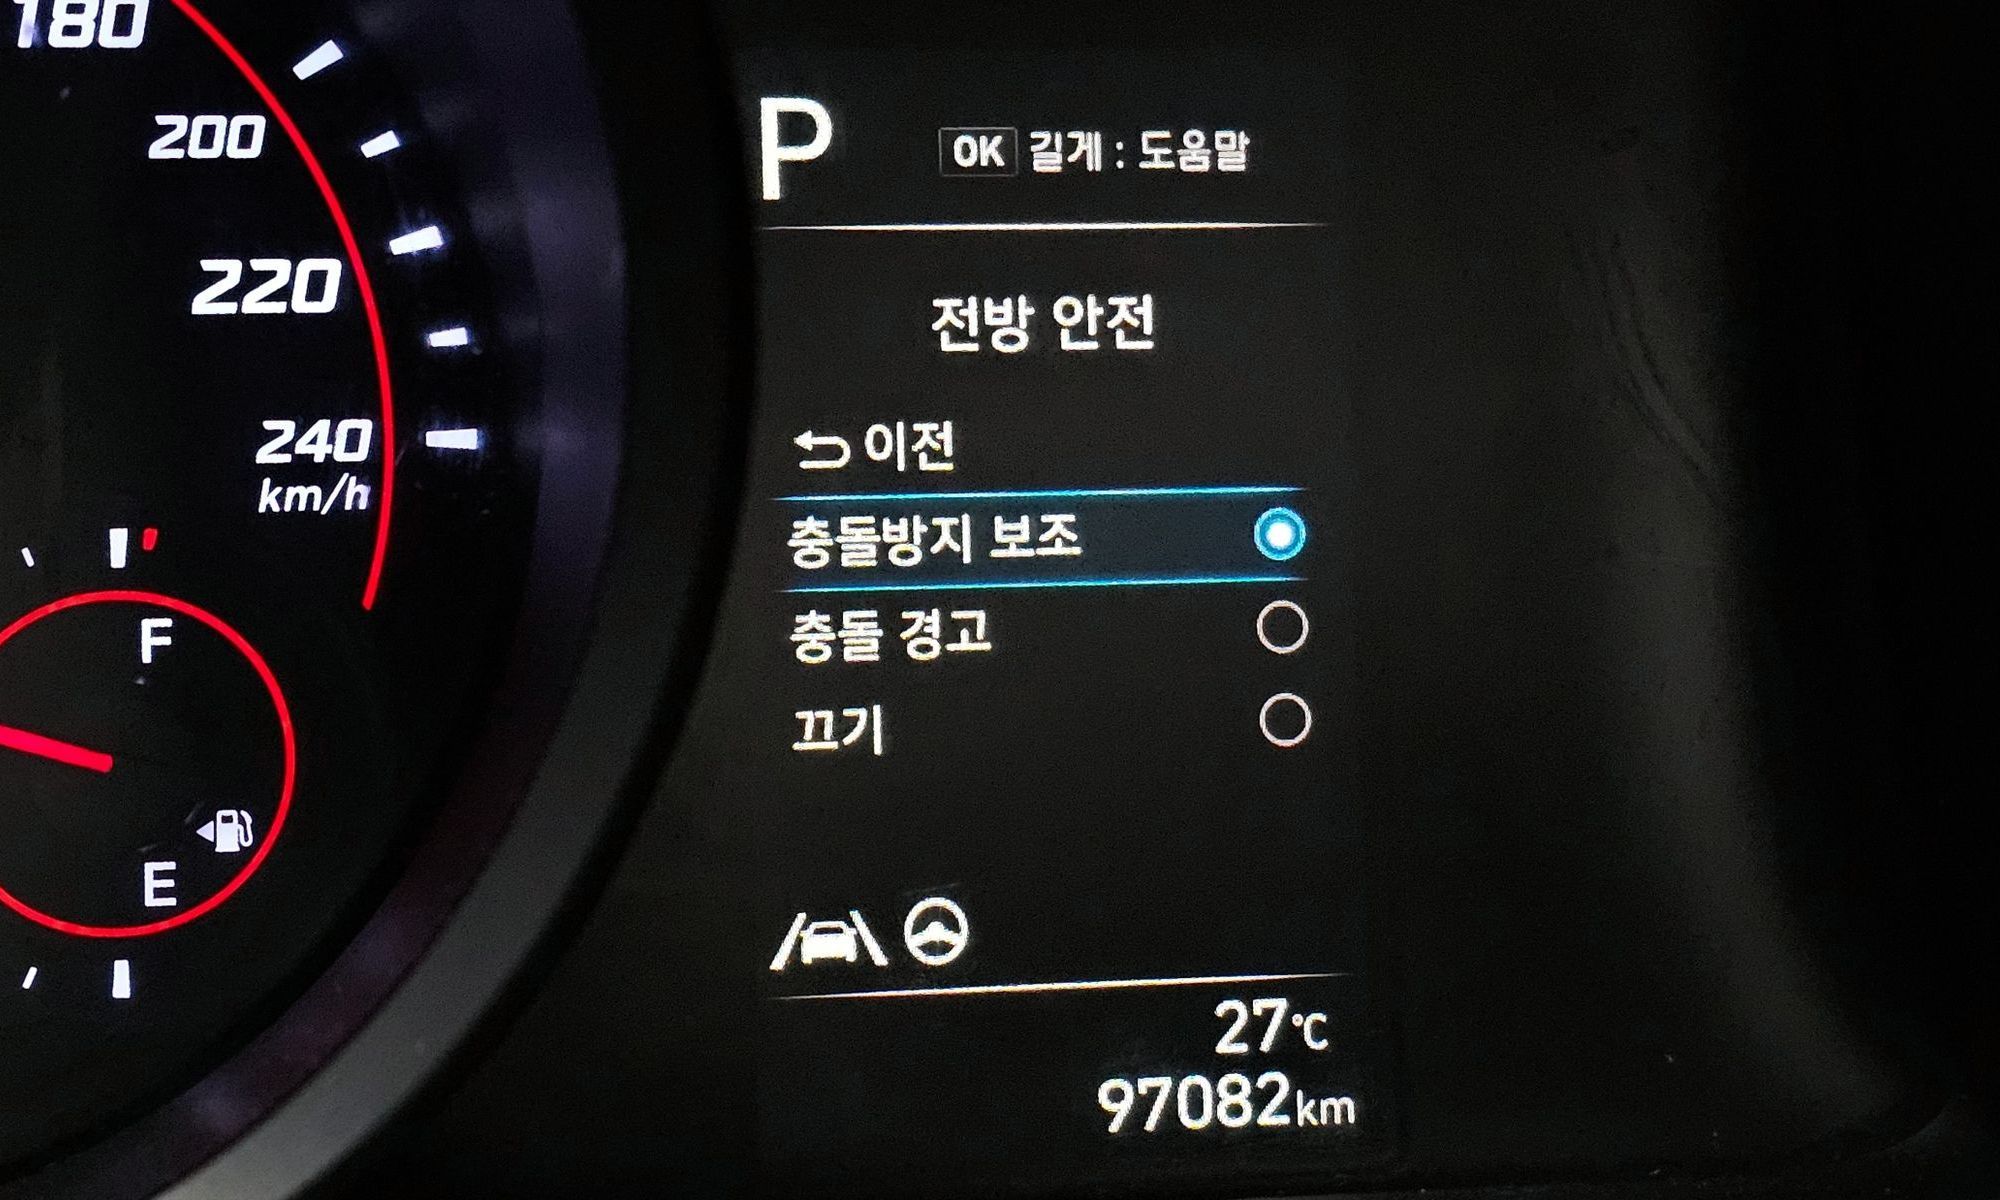 180
200
220
240
km/h
F
E
P
OK 길게 : 도움말
전방 안전
이전
충돌방지 보조
충돌 경고
끄기
27℃
97082km